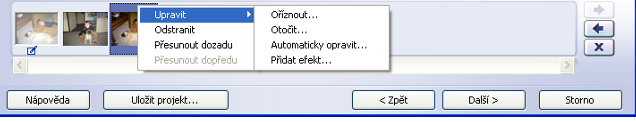 Upravit
Odstranit
Přesunout dozadu
Přesunout dopředu
Oříznout...
Otočit...
Automaticky opravit...
Přidat efekt...
Nápověda
Uložit projekt...
< Zpět
Další >
Storno